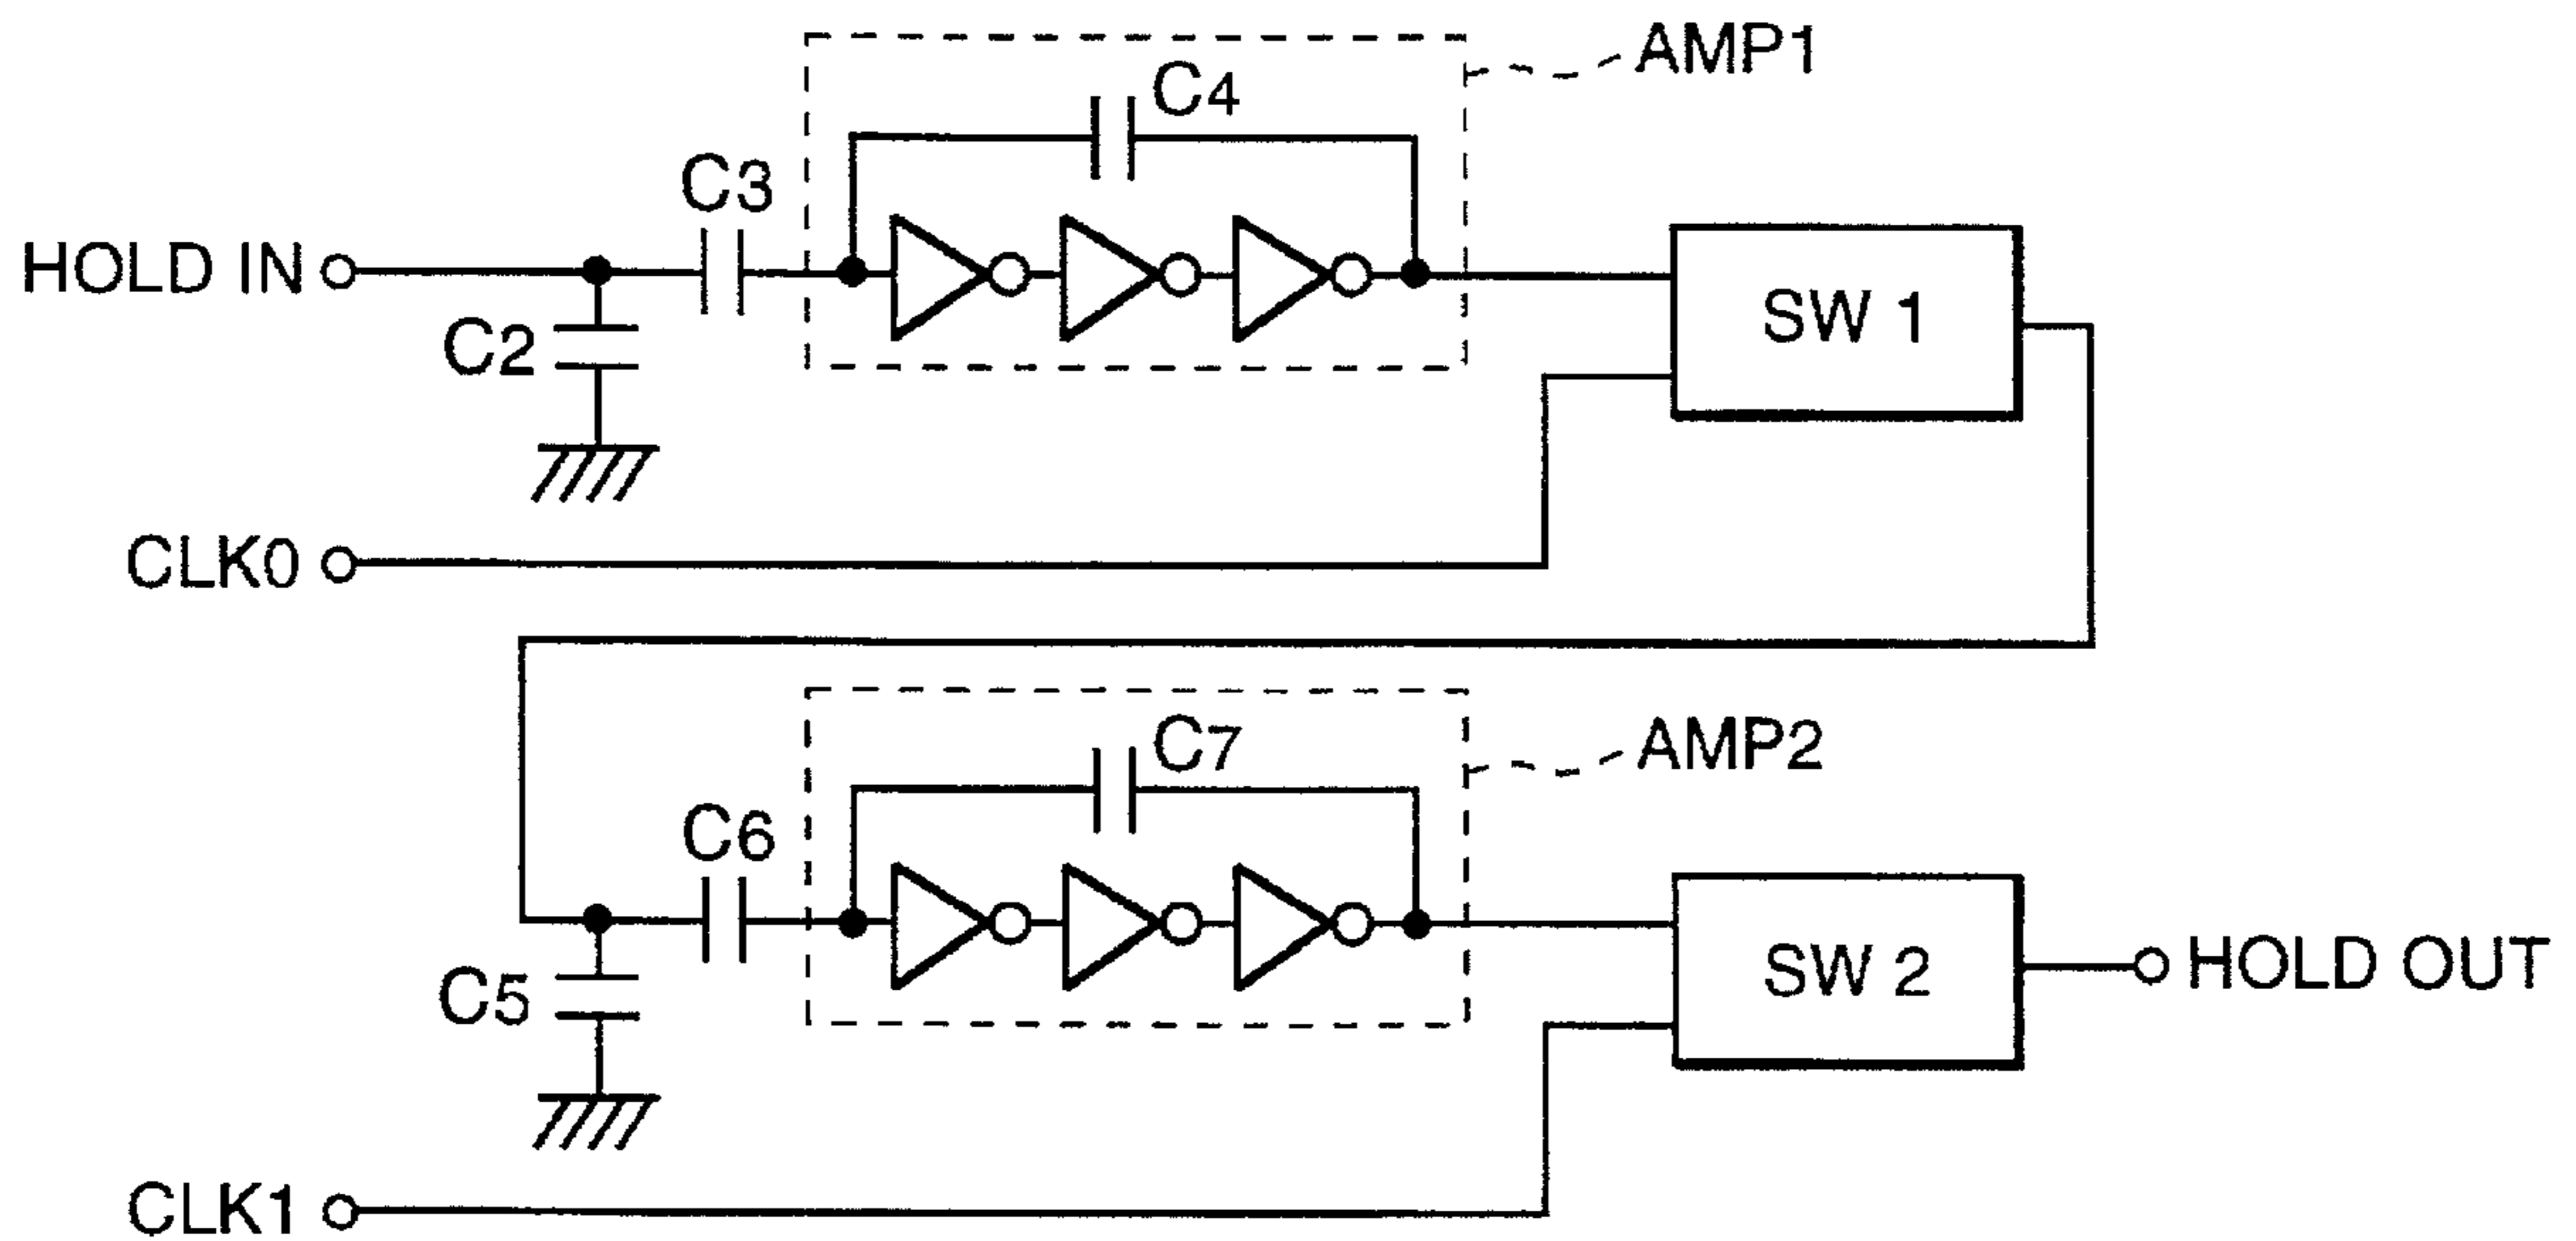 AMP1
C4
C3
HOLD IN
SW 1
C2
CLK0
C7
AMP2
C6
SW 2
HOLD OUT
C5
CLK1